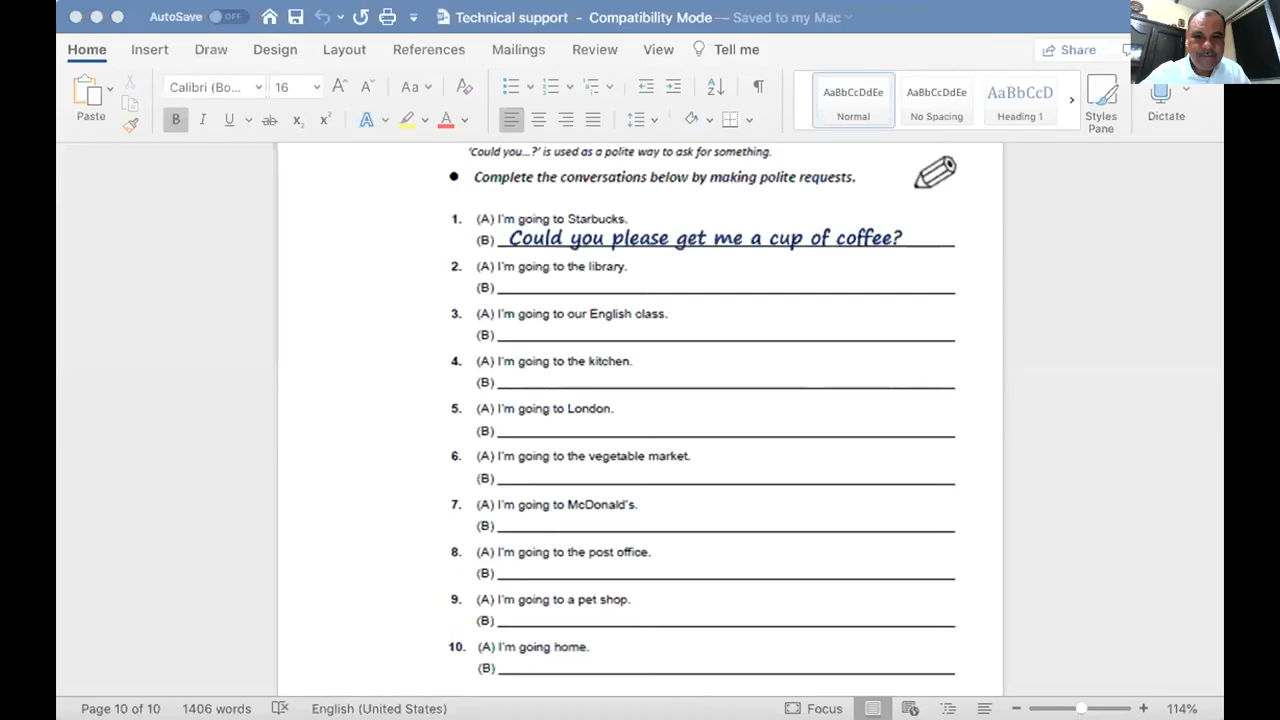 AutoSave OFF Technical support - Compatibility Mode — Saved to my Mac
Home Insert Draw Design Layout References Mailings Review View Tell me Share
Paste Calibri (Bo... 16 Aa AaBbCcDdEe AaBbCcDdEe AaBbCcD Styles Pane Dictate
Normal No Spacing Heading 1
'Could you...?' is used as a polite way to ask for something.
● Complete the conversations below by making polite requests.
1. (A) I'm going to Starbucks.
(B) Could you please get me a cup of coffee?
2. (A) I'm going to the library.
(B)
3. (A) I'm going to our English class.
(B)
4. (A) I'm going to the kitchen.
(B)
5. (A) I'm going to London.
(B)
6. (A) I'm going to the vegetable market.
(B)
7. (A) I'm going to McDonald's.
(B)
8. (A) I'm going to the post office.
(B)
9. (A) I'm going to a pet shop.
(B)
10. (A) I'm going home.
(B)
Page 10 of 10 1406 words English (United States) Focus 114%